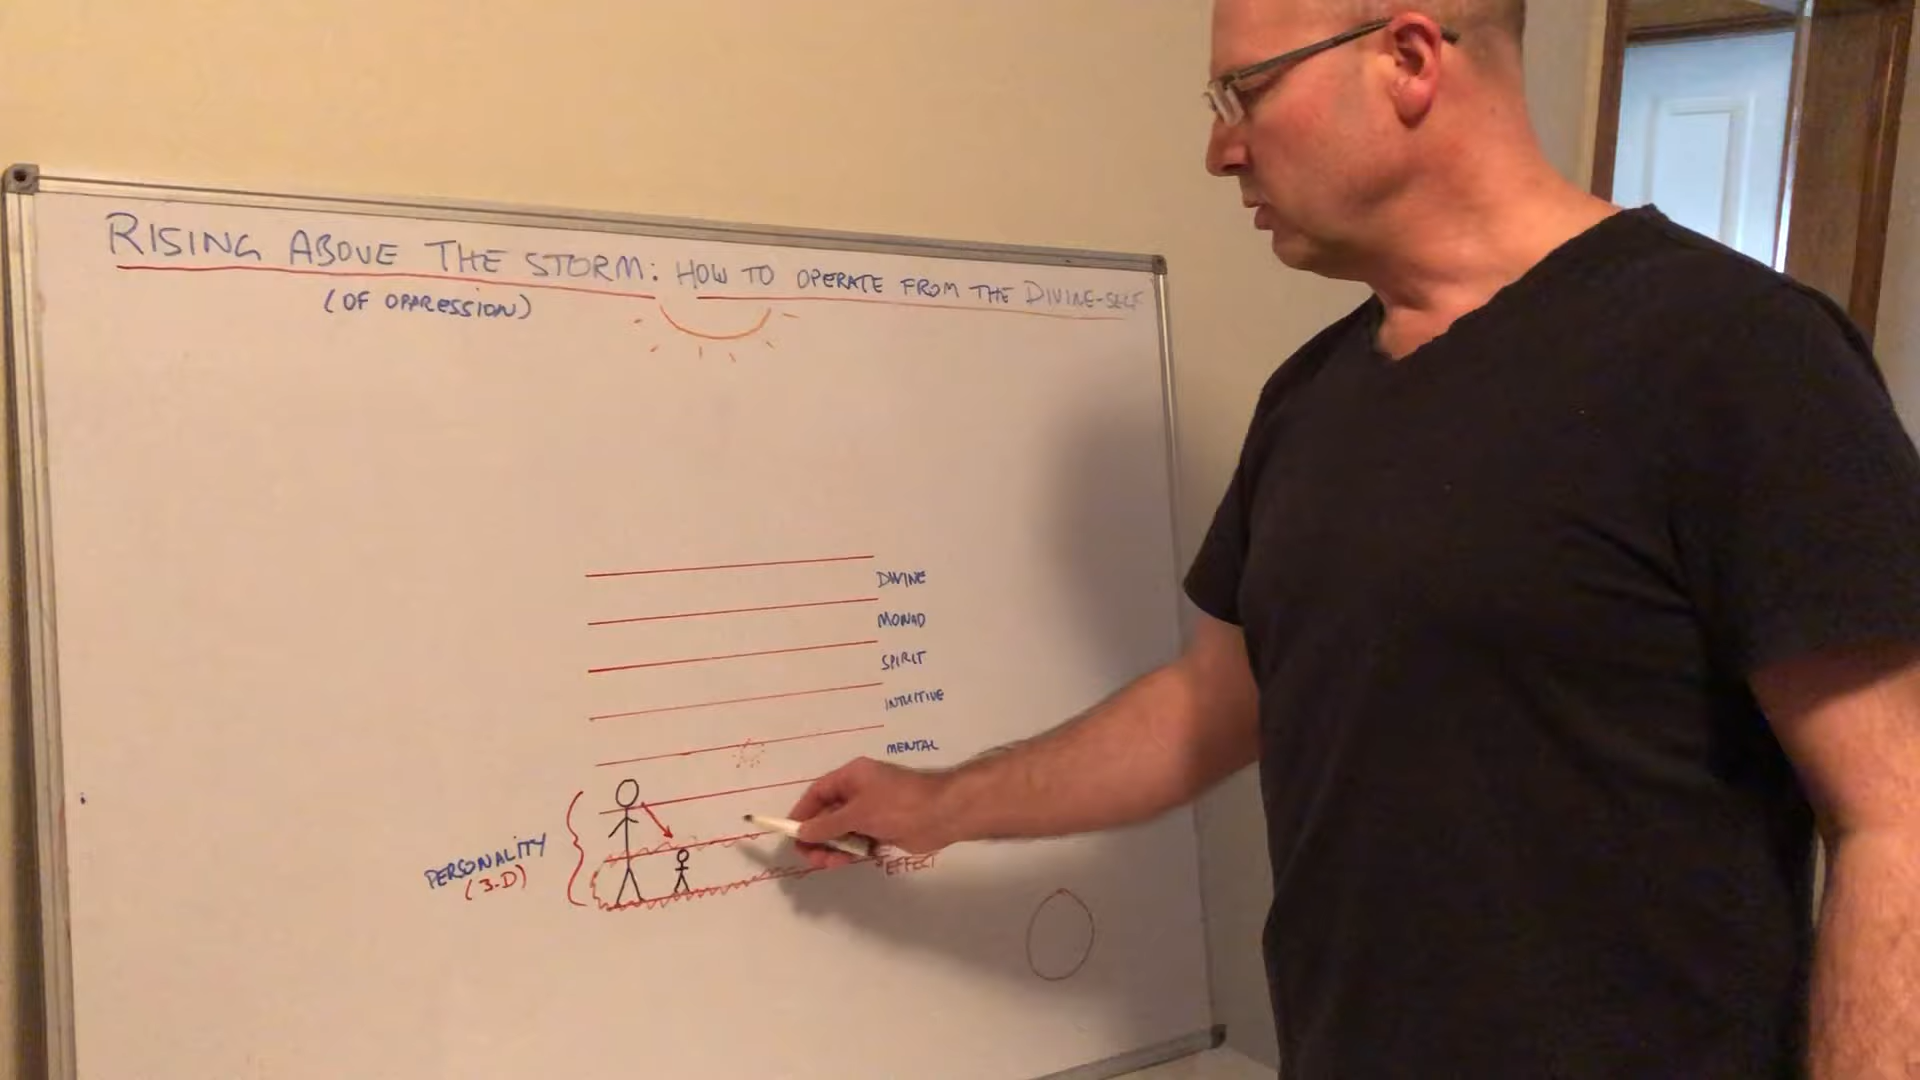 RISING ABOVE THE STORM: HOW TO OPERATE FROM THE DIVINE-SELF
(OF OPPRESSION)
DIVINE
MONAD
SPIRIT
INTUITIVE
MENTAL
PERSONALITY
(3-D)
EFFECT